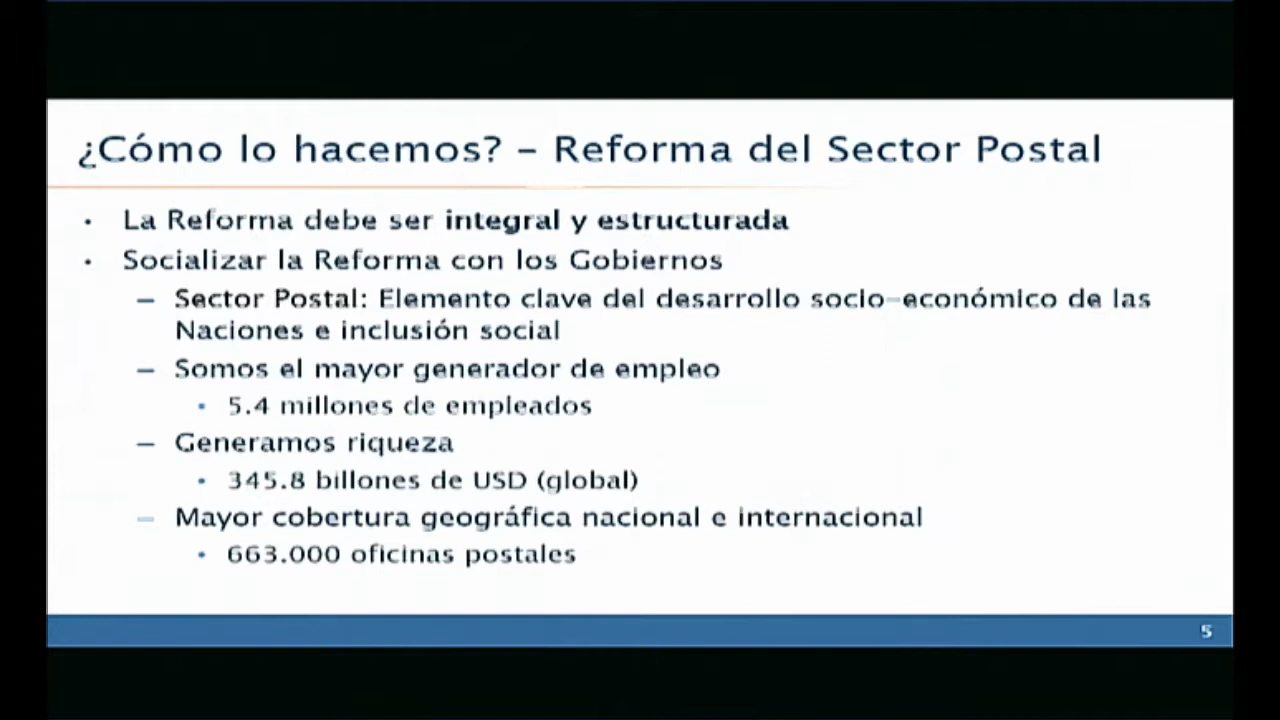 ¿Cómo lo hacemos? – Reforma del Sector Postal
• La Reforma debe ser integral y estructurada
• Socializar la Reforma con los Gobiernos
– Sector Postal: Elemento clave del desarrollo socio-económico de las
Naciones e inclusión social
– Somos el mayor generador de empleo
• 5.4 millones de empleados
– Generamos riqueza
• 345.8 billones de USD (global)
– Mayor cobertura geográfica nacional e internacional
• 663.000 oficinas postales
5